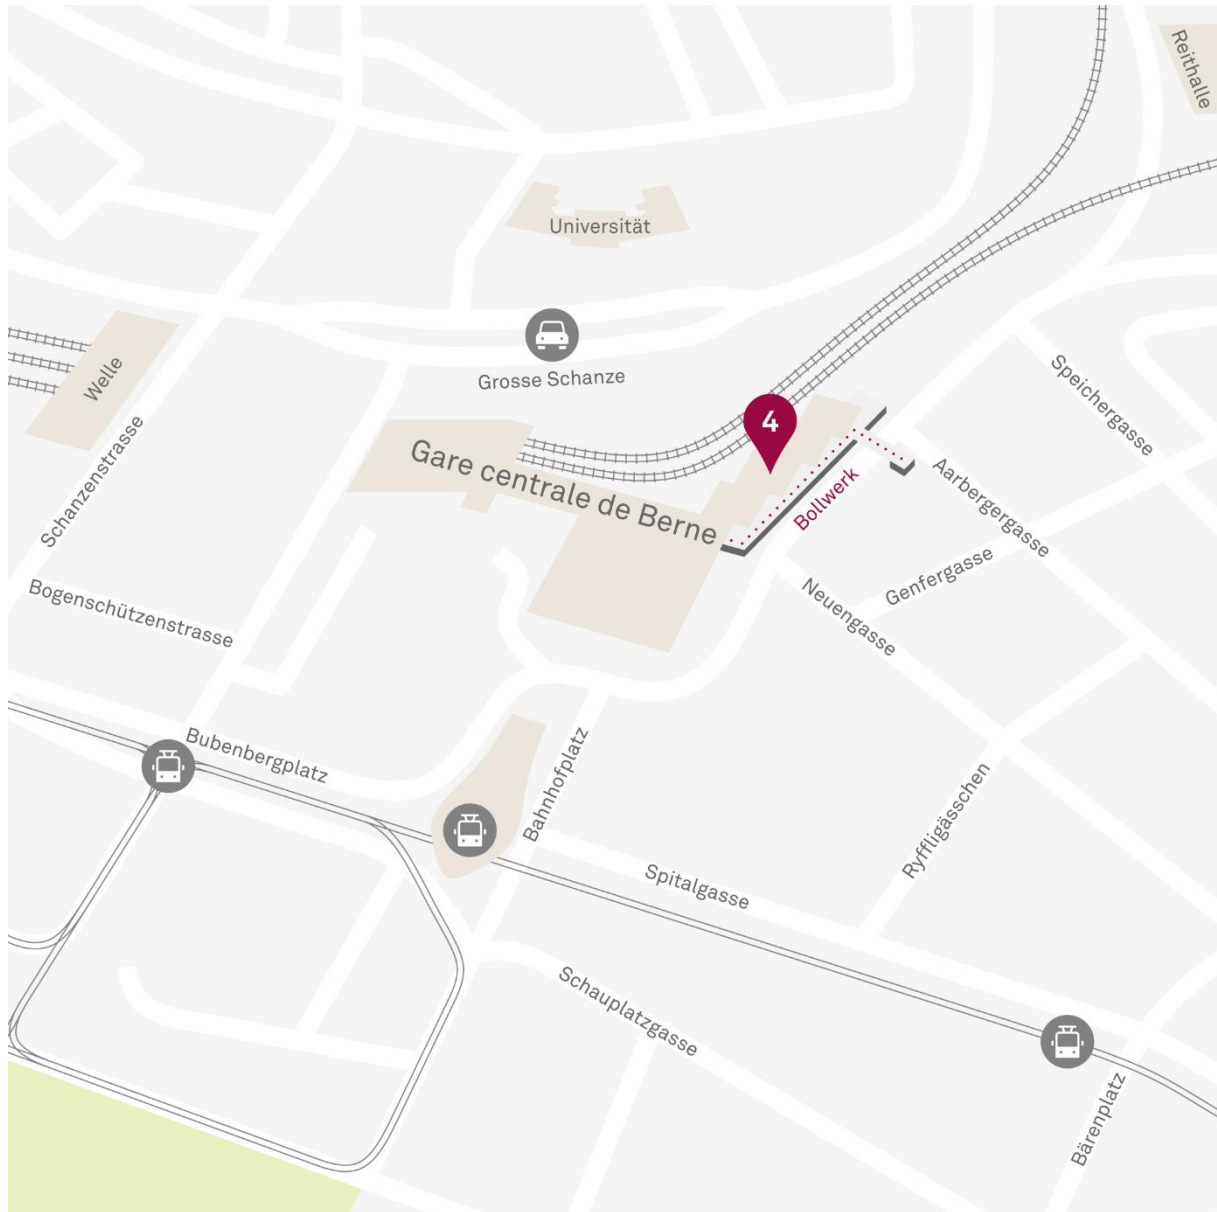 Reithalle
Universität
Grosse Schanze
Welle
Speichergasse
4
Gare centrale de Berne
Bollwerk
Aarbergergasse
Schanzenstrasse
Genfergasse
Neuengasse
Bogenschützenstrasse
Bubenbergplatz
Bahnhofplatz
Ryffligässchen
Spitalgasse
Schauplatzgasse
Bärenplatz